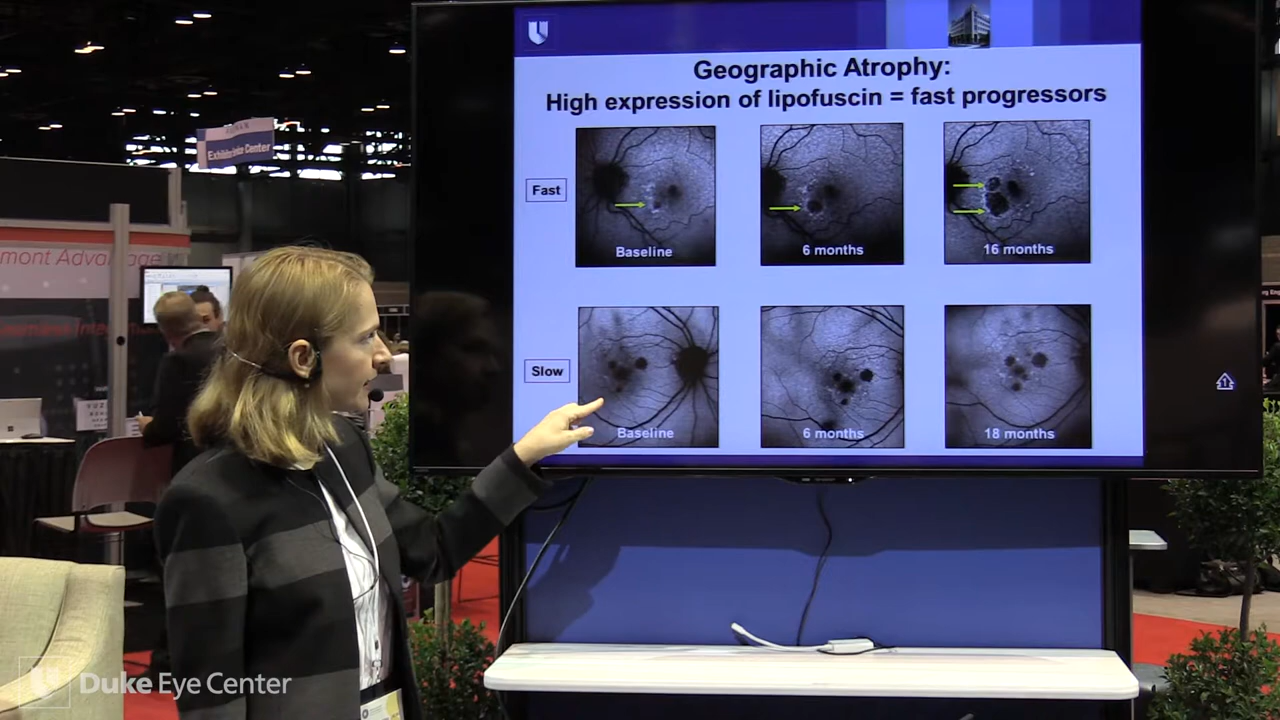 Geographic Atrophy:
High expression of lipofuscin = fast progressors
Fast
Baseline
6 months
16 months
Slow
Baseline
6 months
18 months
Center
mont Advantage
Duke Eye Center